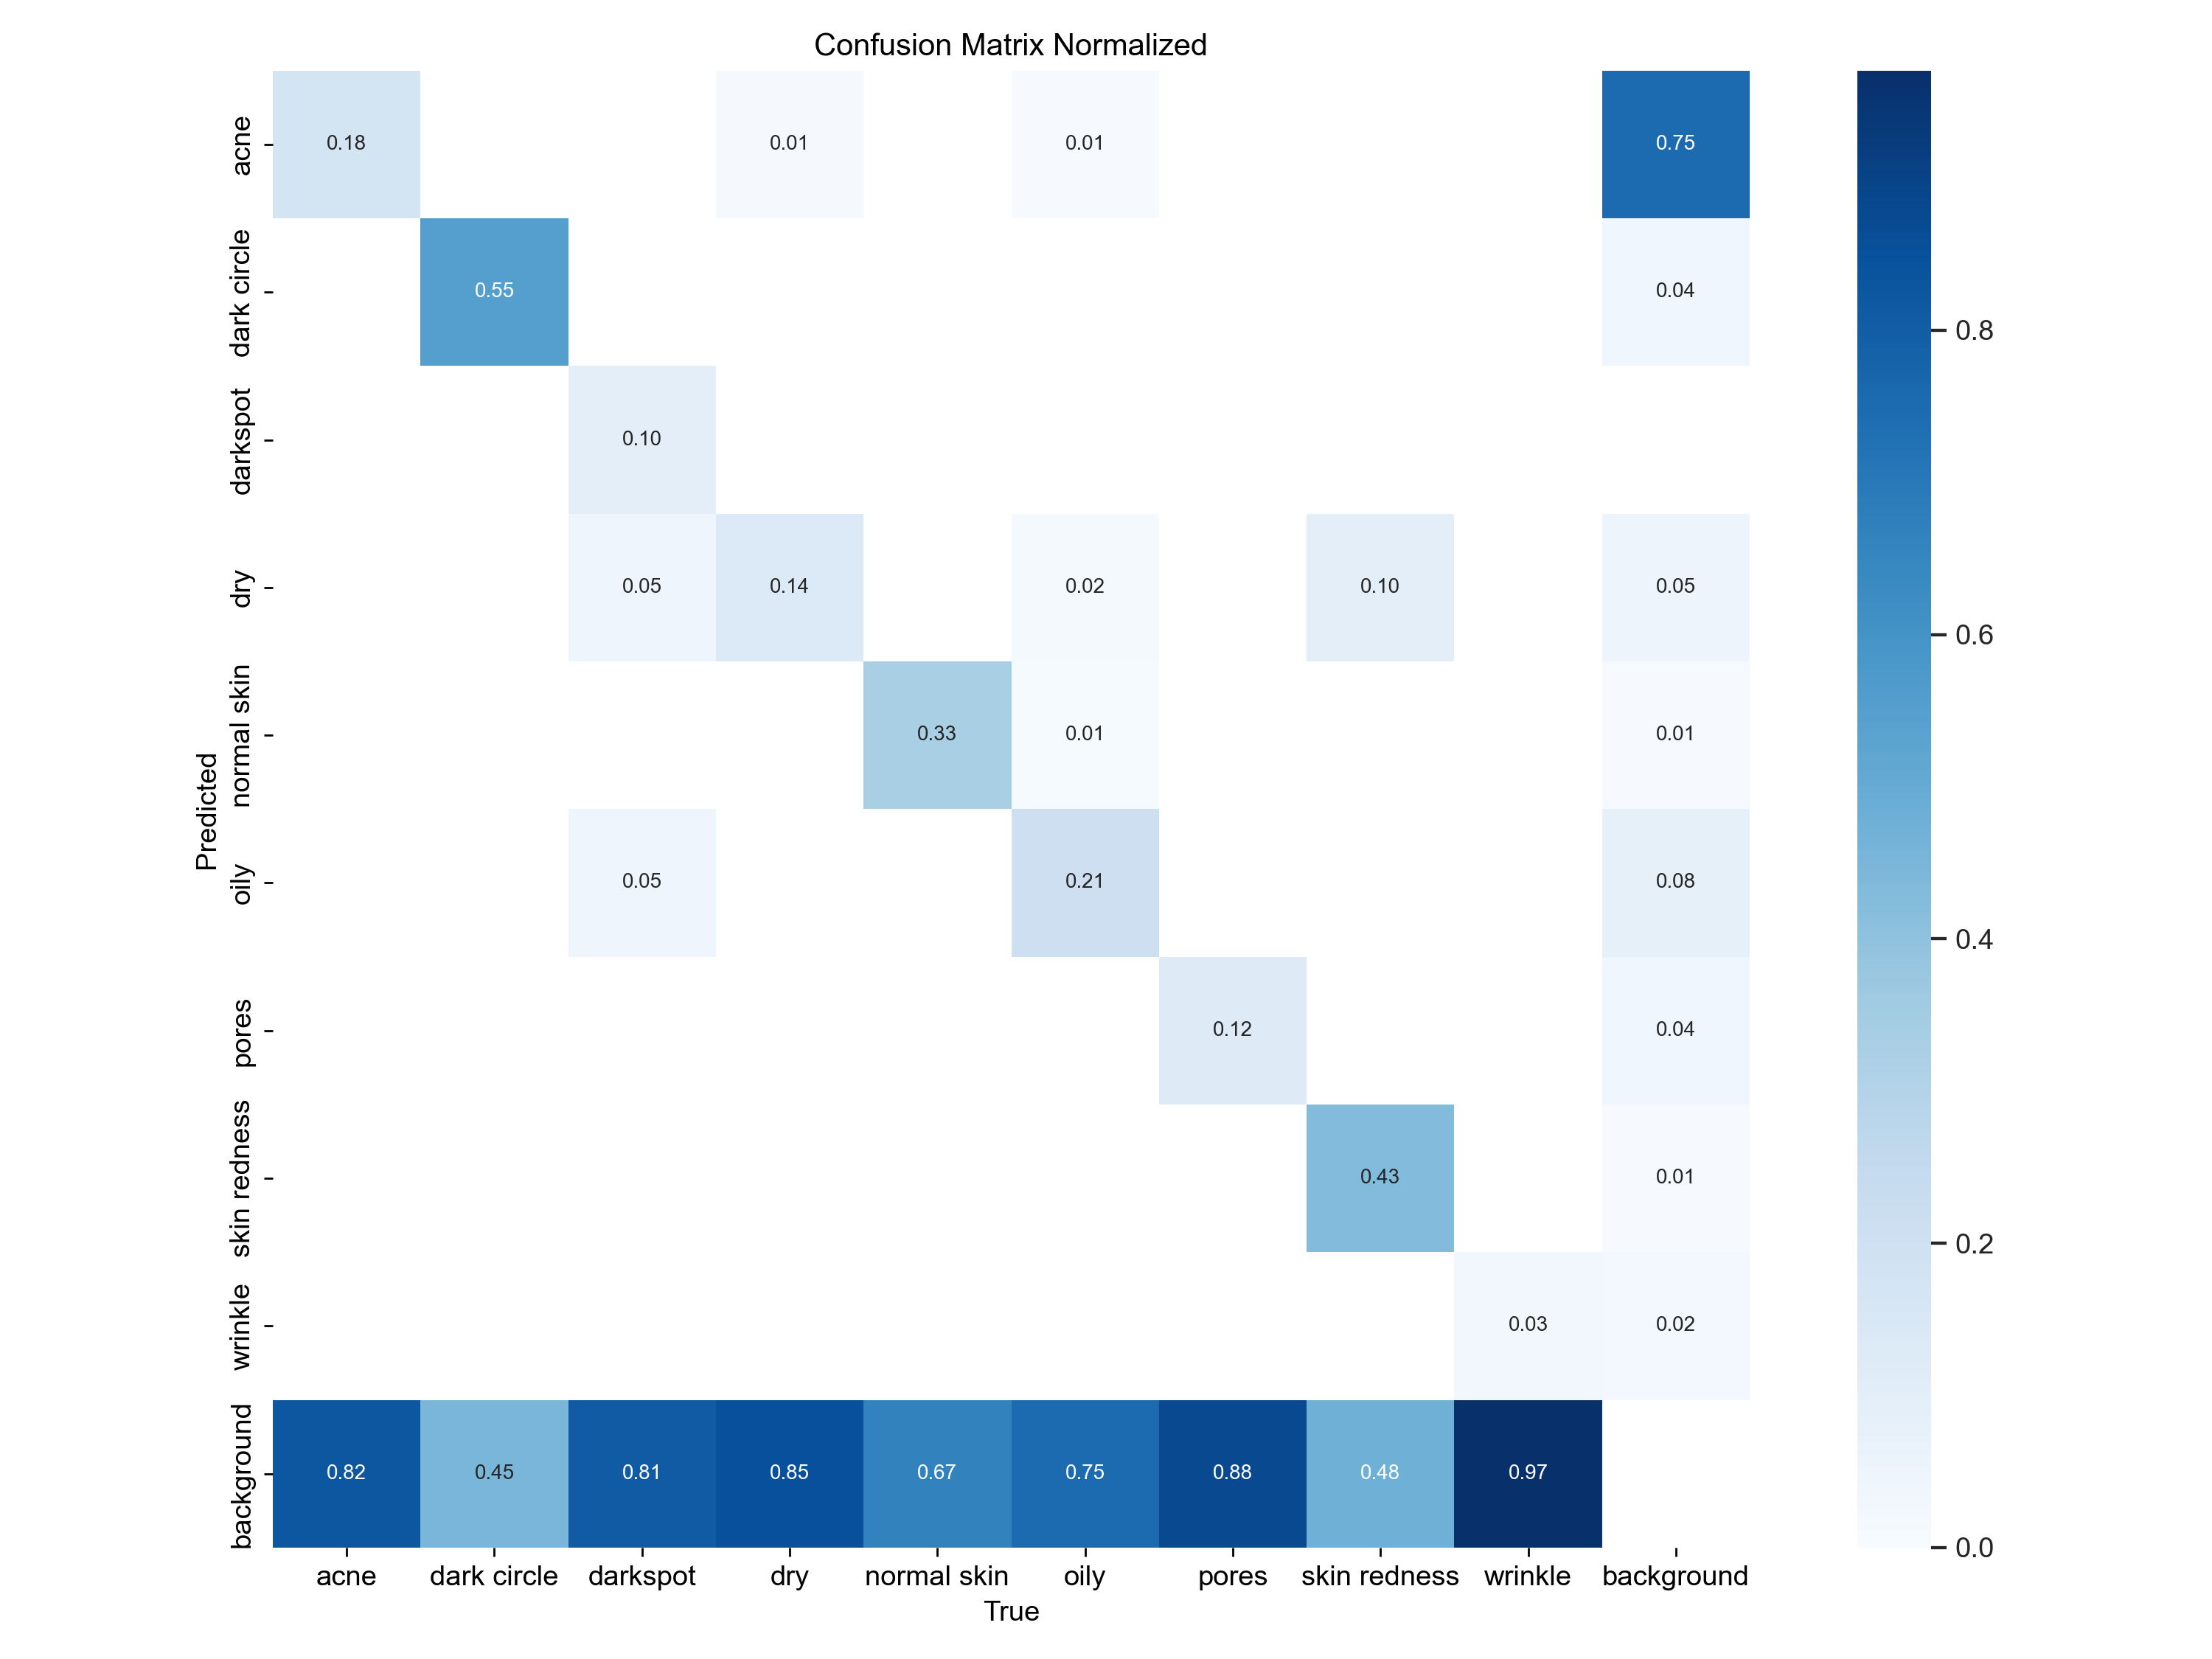 Confusion Matrix Normalized
acne
0.18
0.01
0.01
0.75
dark circle
0.55
0.04
0.8
darkspot
0.10
dry
0.05
0.14
0.02
0.10
0.05
0.6
normal skin
0.33
0.01
0.01
Predicted
oily
0.05
0.21
0.08
0.4
pores
0.12
0.04
skin redness
0.43
0.01
0.2
wrinkle
0.03
0.02
background
0.82
0.45
0.81
0.85
0.67
0.75
0.88
0.48
0.97
0.0
acne
dark circle
darkspot
dry
normal skin
oily
pores
skin redness
wrinkle
background
True